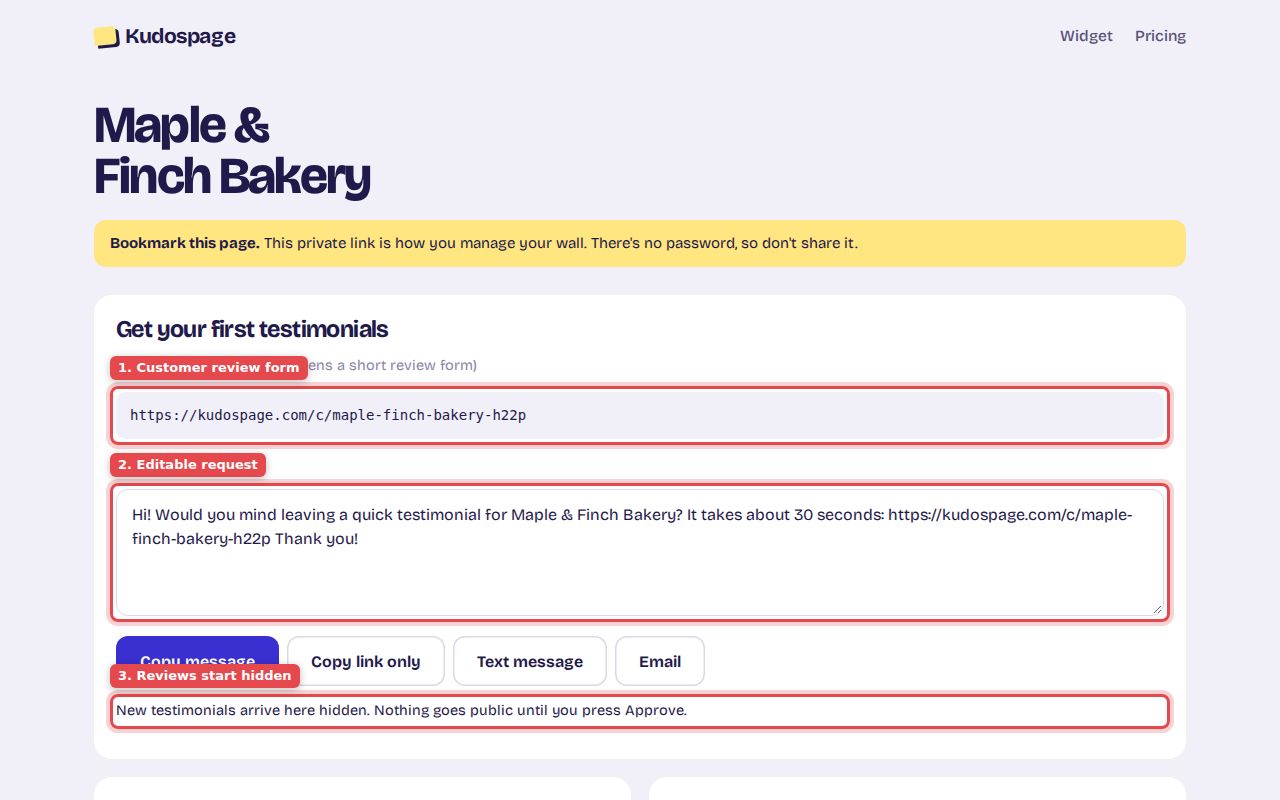 Kudospage
Widget
Pricing
Maple &
Finch Bakery
Bookmark this page. This private link is how you manage your wall. There's no password, so don't share it.
Get your first testimonials
1. Customer review form
a short review form)
https://kudospage.com/c/maple-finch-bakery-h22p
2. Editable request
Hi! Would you mind leaving a quick testimonial for Maple & Finch Bakery? It takes about 30 seconds: https://kudospage.com/c/maple-
finch-bakery-h22p Thank you!
Copy message
Copy link only
Text message
Email
3. Reviews start hidden
New testimonials arrive here hidden. Nothing goes public until you press Approve.